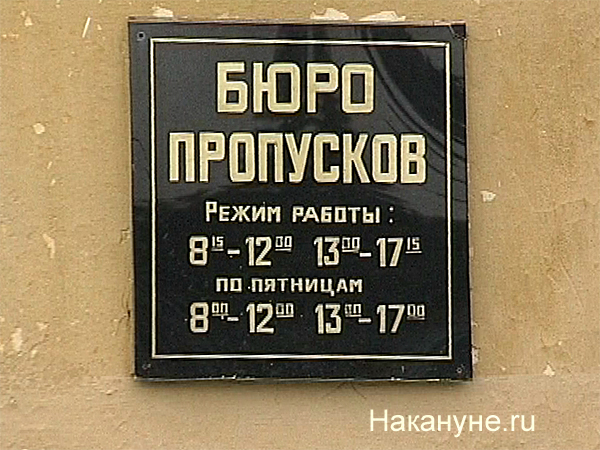 БЮРО
ПРОПУСКОВ
РЕЖИМ РАБОТЫ:
8¹⁵-12⁰⁰ 13⁰⁰-17¹⁵
ПО ПЯТНИЦАМ
8⁰⁰-12⁰⁰ 13⁰⁰-17⁰⁰
Накануне.ru